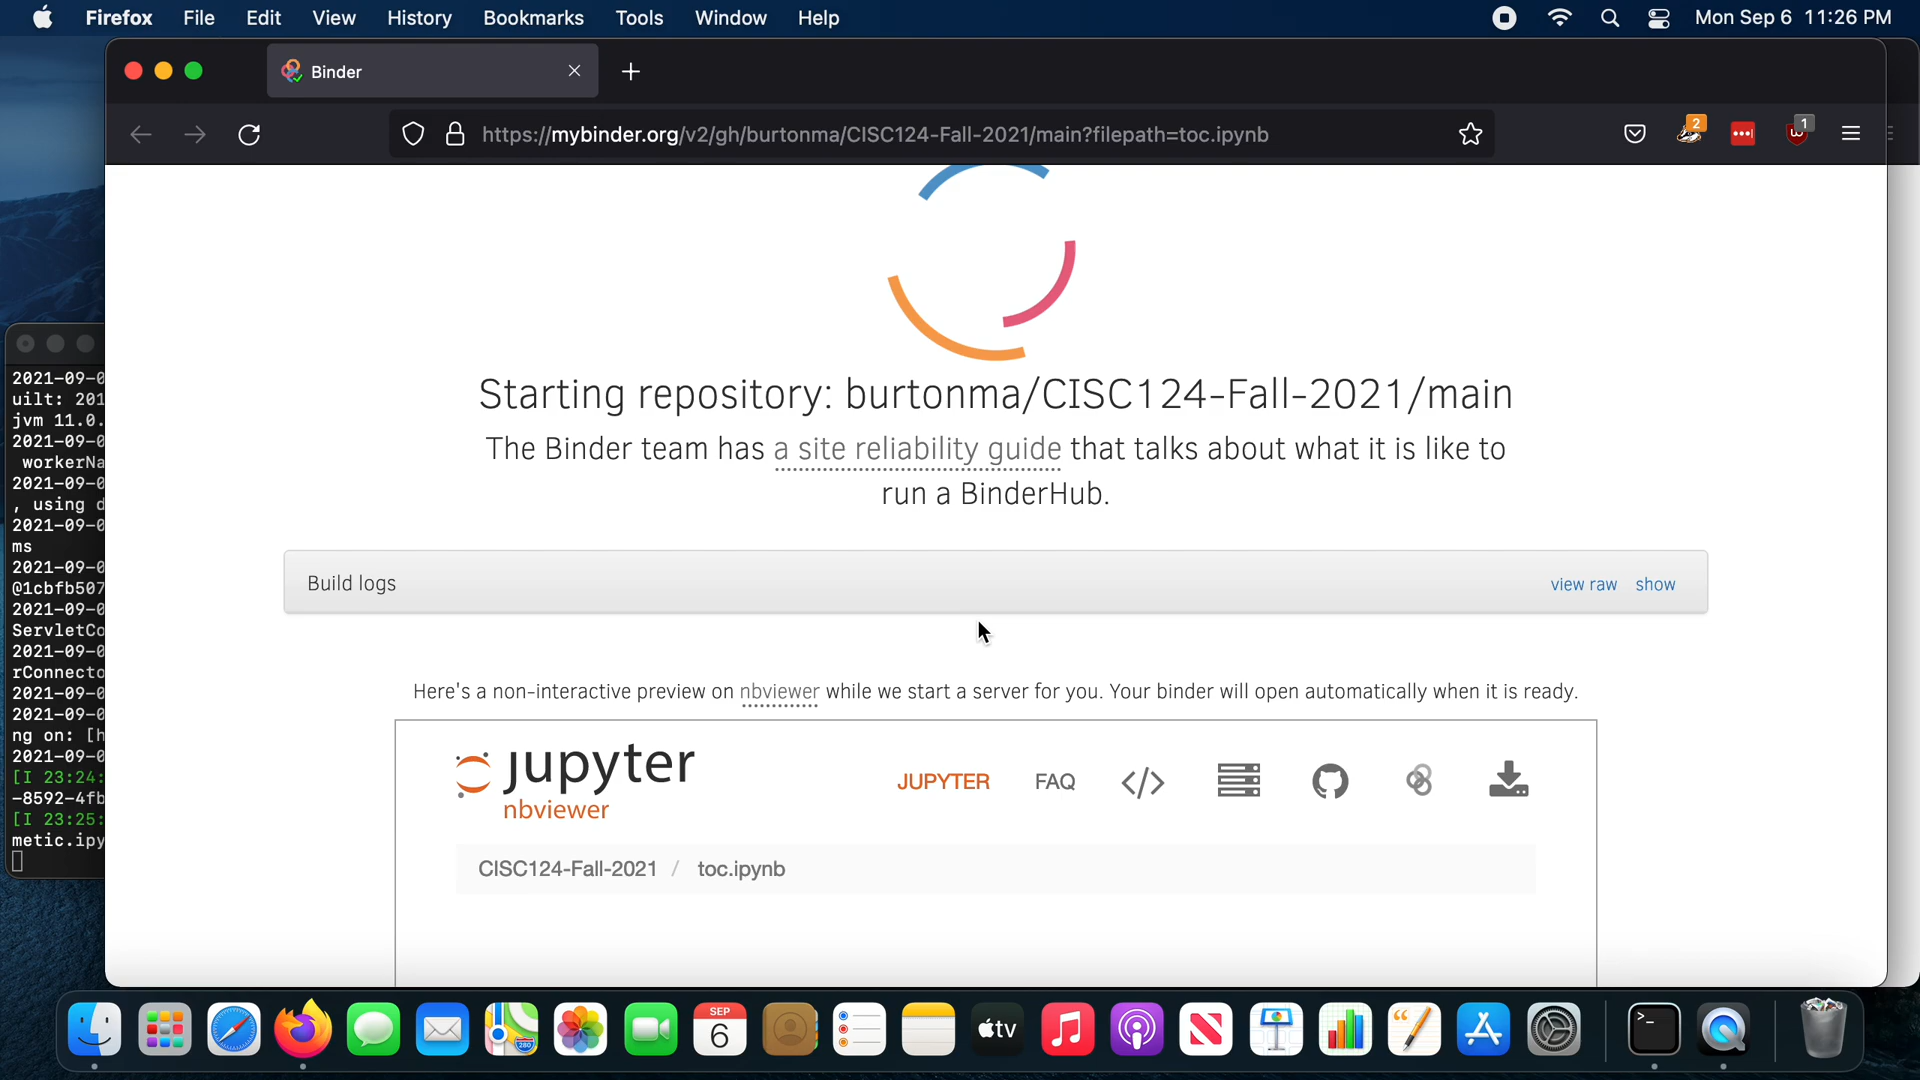 Firefox File Edit View History Bookmarks Tools Window Help Mon Sep 6 11:26 PM
Binder
https://mybinder.org/v2/gh/burtonma/CISC124-Fall-2021/main?filepath=toc.ipynb
2
1
Starting repository: burtonma/CISC124-Fall-2021/main
The Binder team has a site reliability guide that talks about what it is like to
run a BinderHub.
Build logs view raw show
Here's a non-interactive preview on nbviewer while we start a server for you. Your binder will open automatically when it is ready.
jupyter
nbviewer
JUPYTER FAQ </>
CISC124-Fall-2021 / toc.ipynb
2021-09-0
uilt: 201
jvm 11.0.
2021-09-0
workerNa
2021-09-0
, using d
2021-09-0
ms
2021-09-0
@1cbfb507
2021-09-0
ServletCo
2021-09-0
rConnecto
2021-09-0
2021-09-0
ng on: [h
2021-09-0
[I 23:24:
-8592-4fb
[I 23:25:
metic.ipy
SEP
6
280
tv
>_